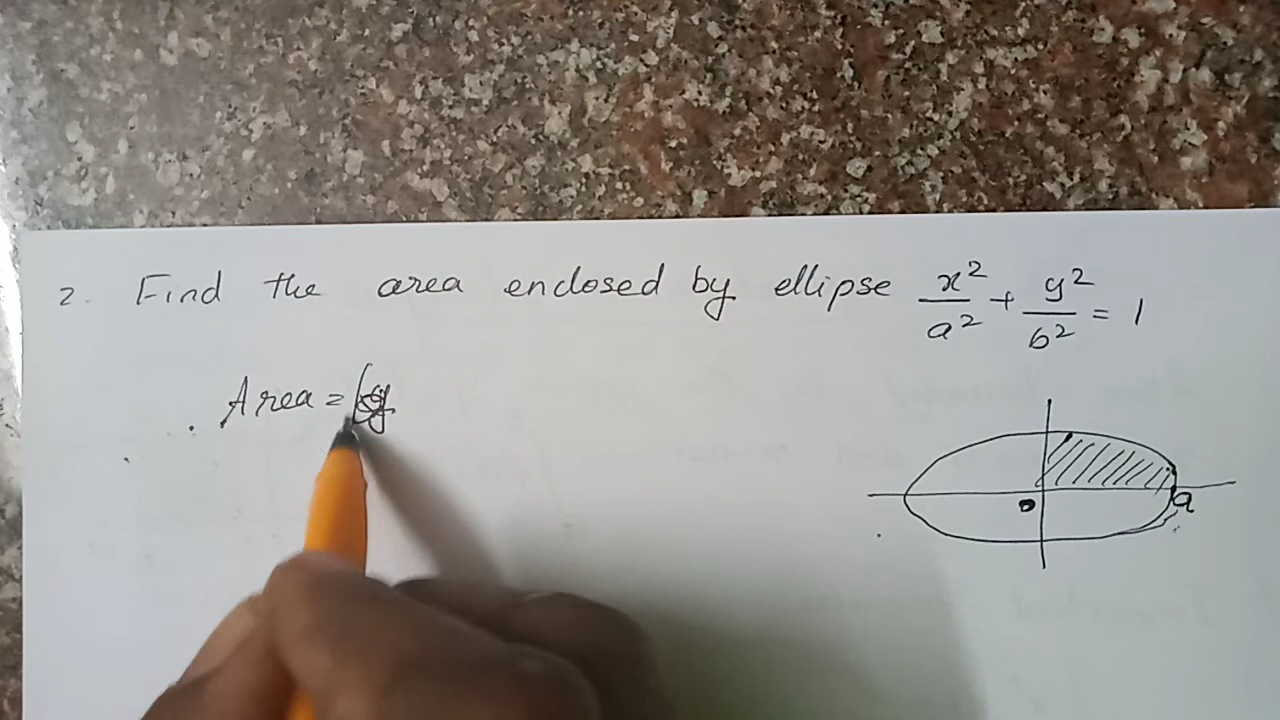 2. Find the area enclosed by ellipse x²/a² + y²/b² = 1
Area =
a